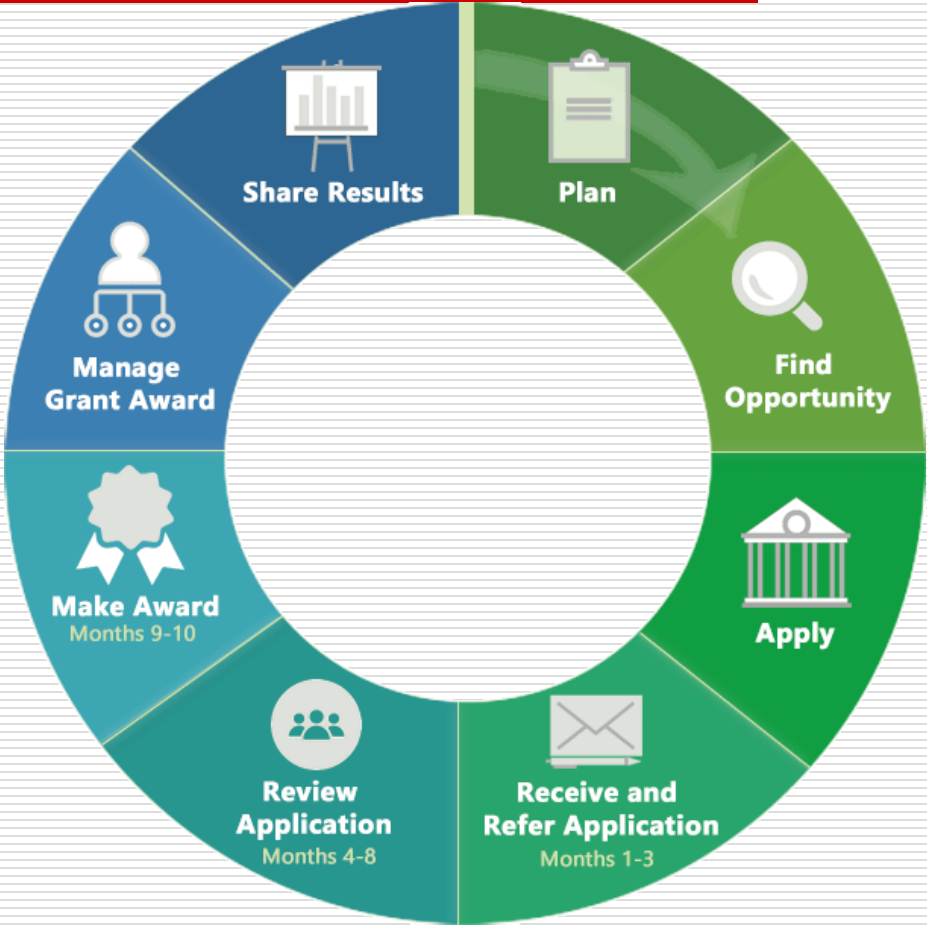 Plan
Find
Opportunity
Apply
Receive and
Refer Application
Months 1-3
Review
Application
Months 4-8
Make Award
Months 9-10
Manage
Grant Award
Share Results